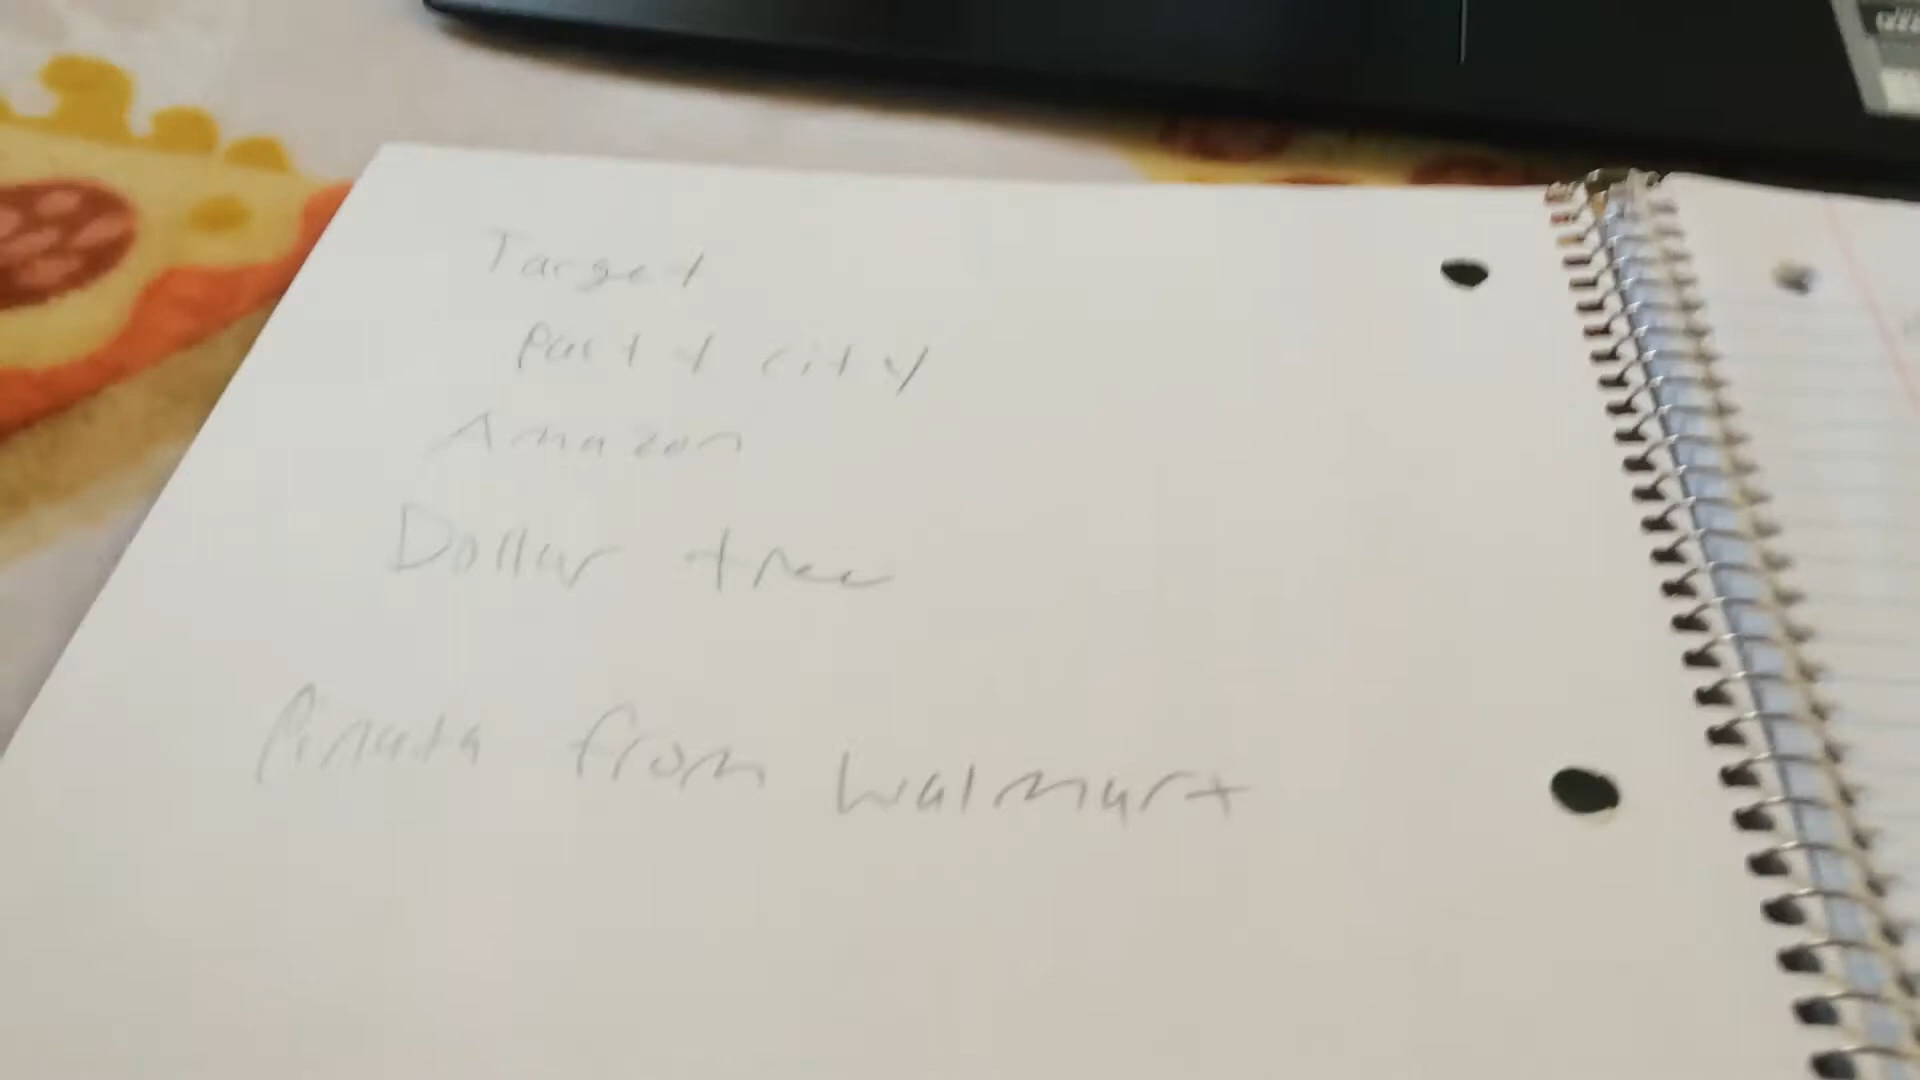 Target
Party city
Amazon
Dollar tree
Pinata from Walmart